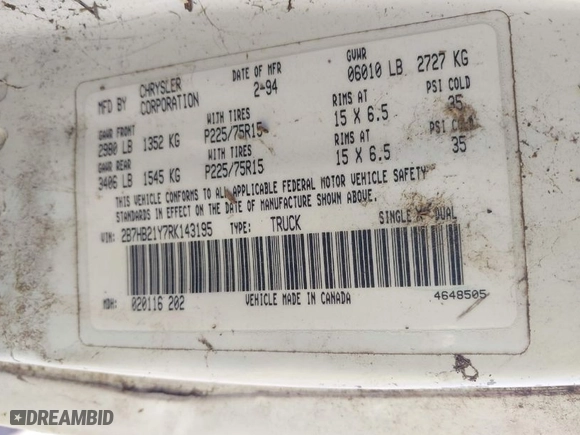 MFD BY CHRYSLER CORPORATION DATE OF MFR 2-94 GVWR 06010 LB 2727 KG
GAWR FRONT WITH TIRES RIMS AT PSI COLD
2980 LB 1352 KG P225/75R15 15 X 6.5 35
GAWR REAR WITH TIRES RIMS AT PSI COLD
3406 LB 1545 KG P225/75R15 15 X 6.5 35
THIS VEHICLE CONFORMS TO ALL APPLICABLE FEDERAL MOTOR VEHICLE SAFETY
STANDARDS IN EFFECT ON THE DATE OF MANUFACTURE SHOWN ABOVE.
VIN: 2B7HB21Y7RK143195 TYPE: TRUCK SINGLE X DUAL
MDH: 020116 202 VEHICLE MADE IN CANADA 4648505
DREAMBID